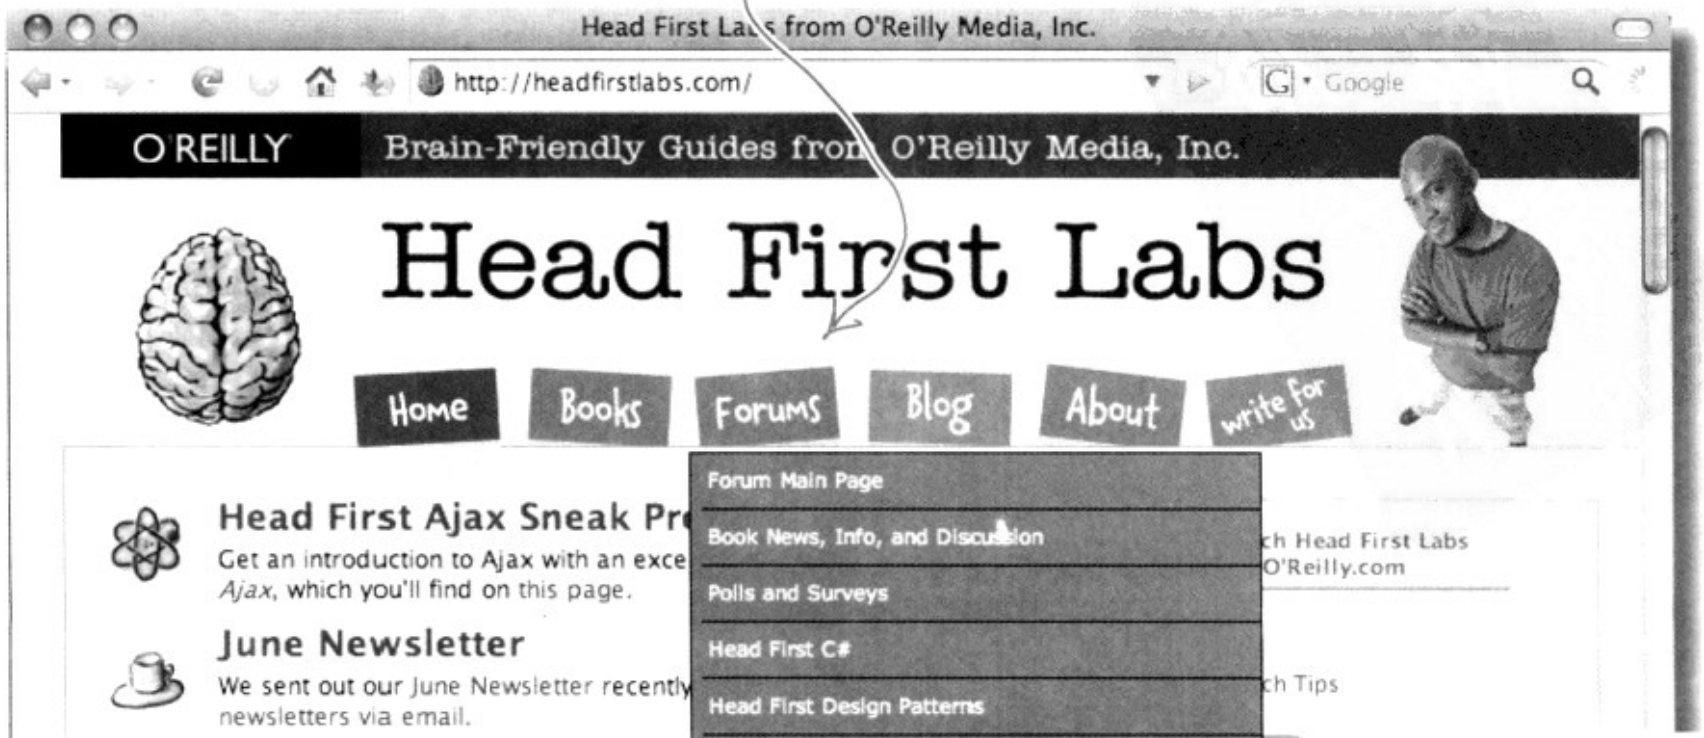 Head First Labs from O'Reilly Media, Inc.
http://headfirstlabs.com/
G Google
O'REILLY
Brain-Friendly Guides from O'Reilly Media, Inc.
Head First Labs
Home Books Forums Blog About write for us
Forum Main Page
Book News, Info, and Discussion
Polls and Surveys
Head First C#
Head First Design Patterns
Head First Ajax Sneak Pre
Get an introduction to Ajax with an exce
Ajax, which you'll find on this page.
June Newsletter
We sent out our June Newsletter recently
newsletters via email.
ch Head First Labs
O'Reilly.com
ch Tips